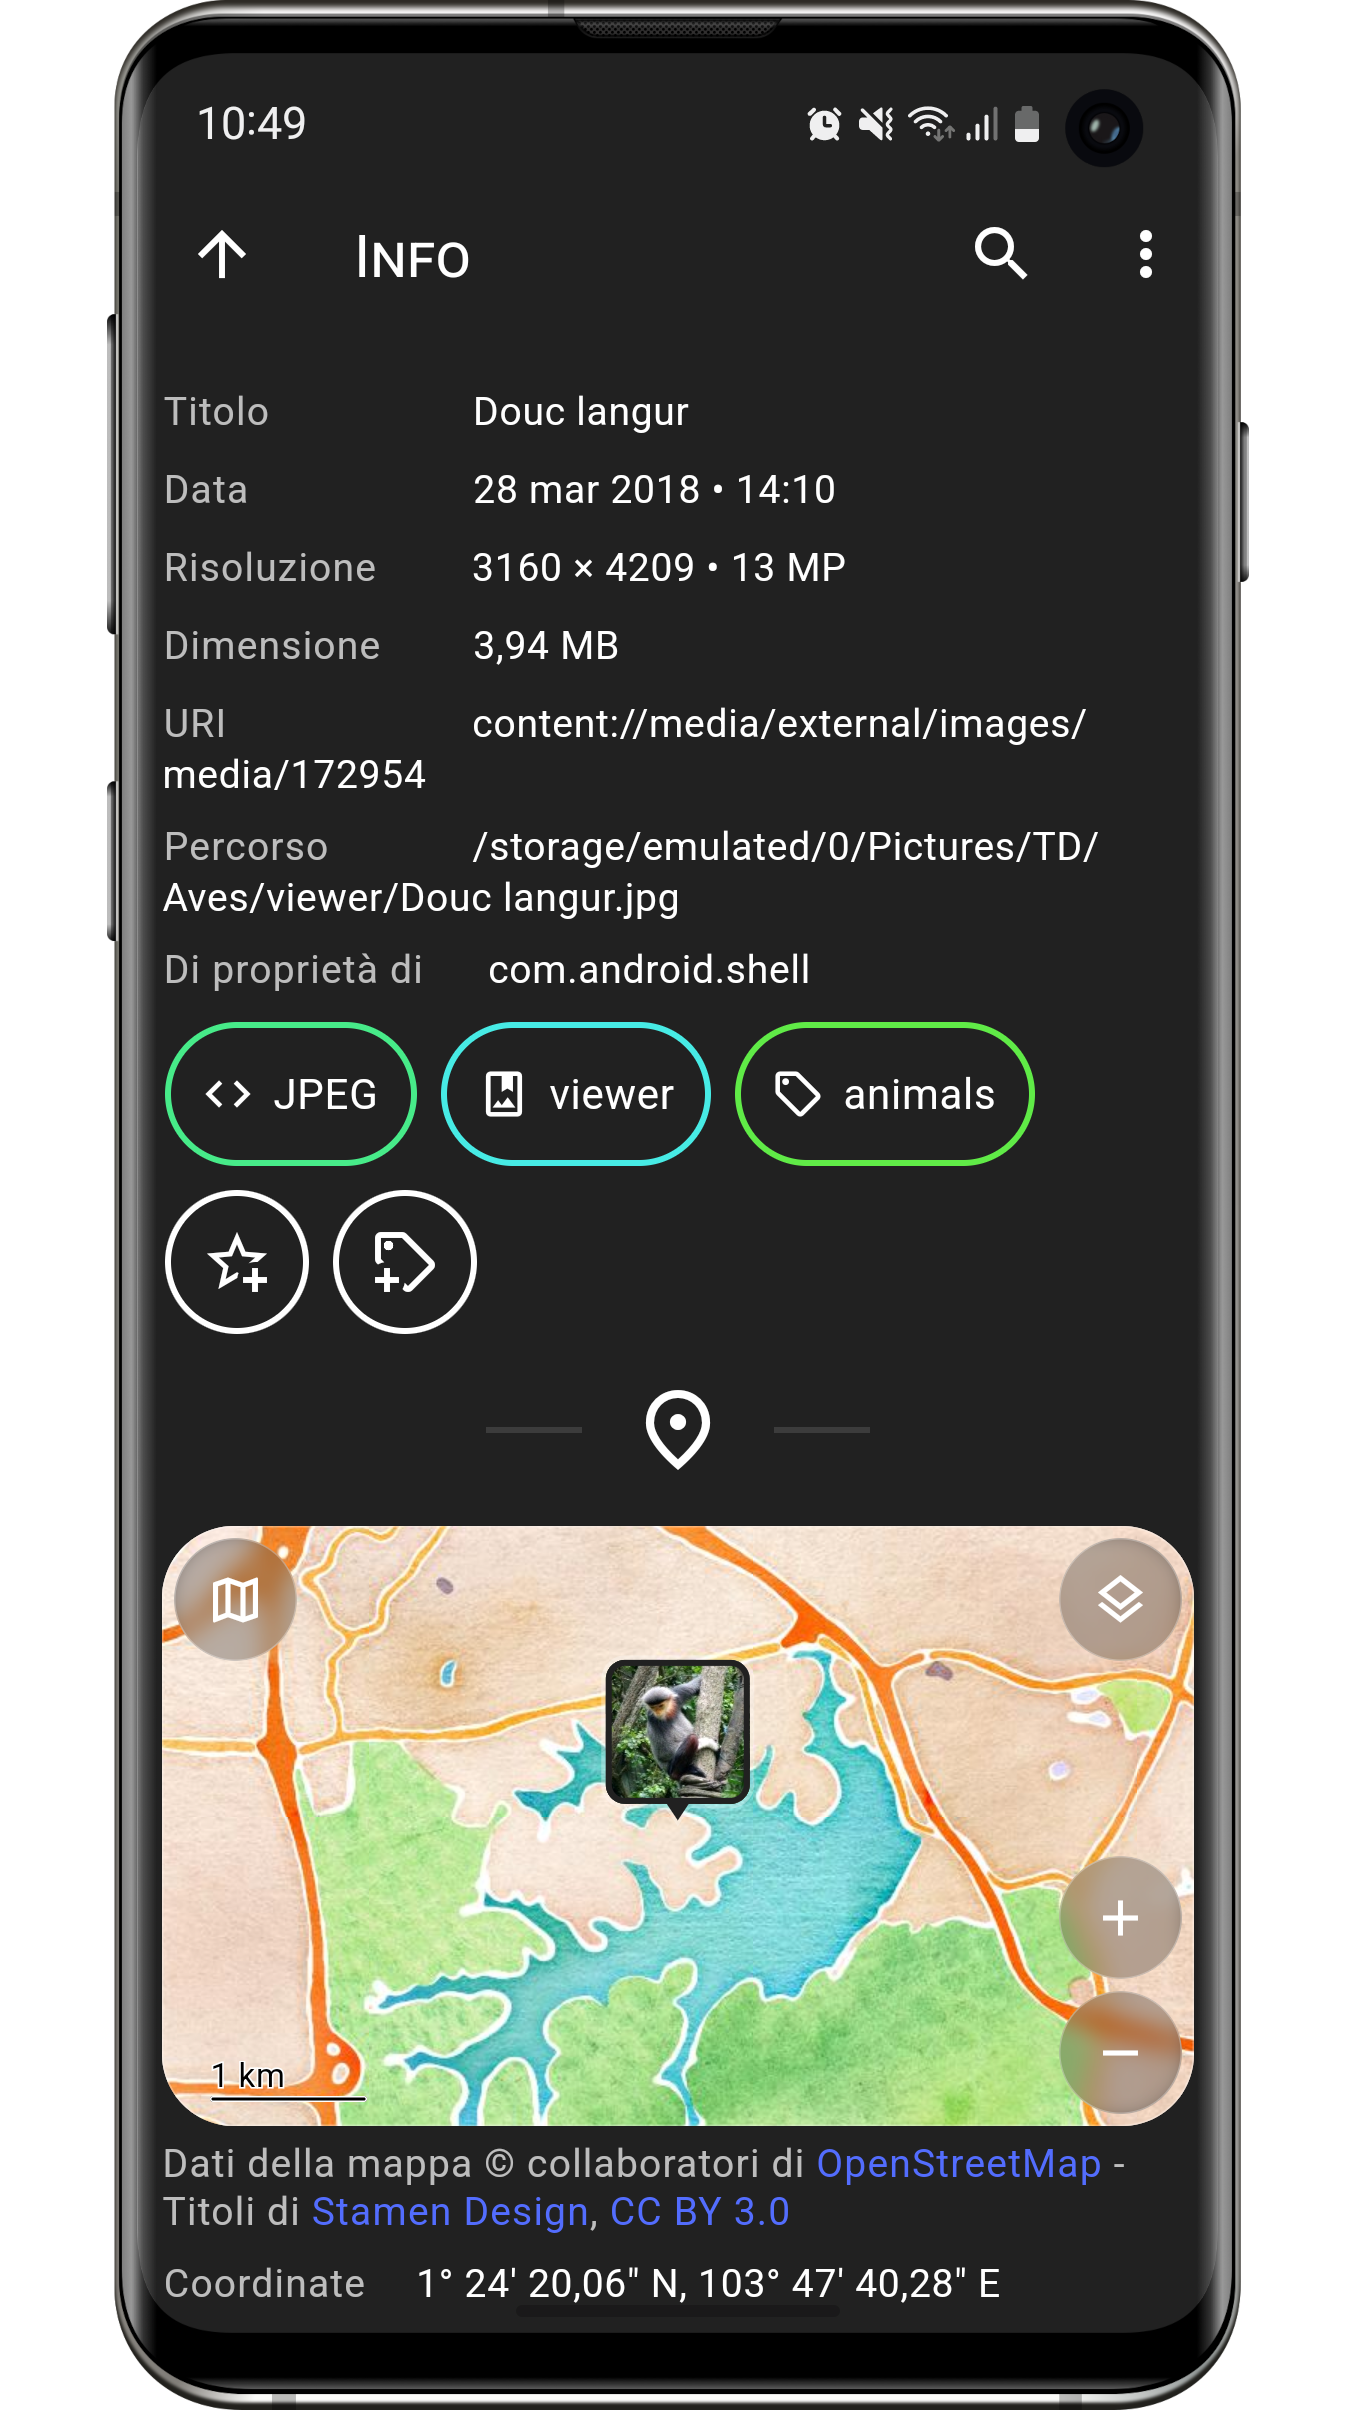 10:49
INFO
Titolo Douc langur
Data 28 mar 2018 • 14:10
Risoluzione 3160 × 4209 • 13 MP
Dimensione 3,94 MB
URI content://media/external/images/
media/172954
Percorso /storage/emulated/0/Pictures/TD/
Aves/viewer/Douc langur.jpg
Di proprietà di com.android.shell
JPEG viewer animals
1 km
Dati della mappa © collaboratori di OpenStreetMap -
Titoli di Stamen Design, CC BY 3.0
Coordinate 1° 24' 20,06" N, 103° 47' 40,28" E